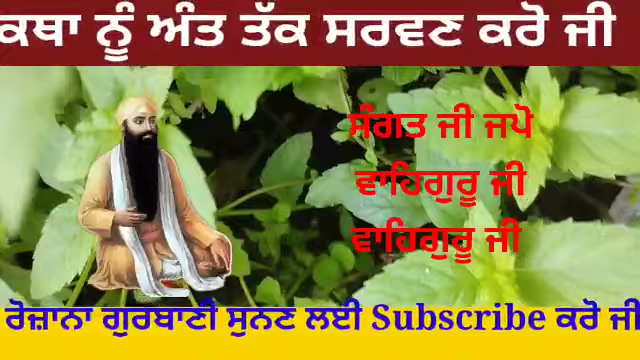 ਕਥਾ ਨੂੰ ਅੰਤ ਤੱਕ ਸਰਵਣ ਕਰੋ ਜੀ
ਸੰਗਤ ਜੀ ਜਪੋ
ਵਾਹਿਗੁਰੂ ਜੀ
ਵਾਹਿਗੁਰੂ ਜੀ
ਰੋਜ਼ਾਨਾ ਗੁਰਬਾਣੀ ਸੁਨਣ ਲਈ Subscribe ਕਰੋ ਜੀ